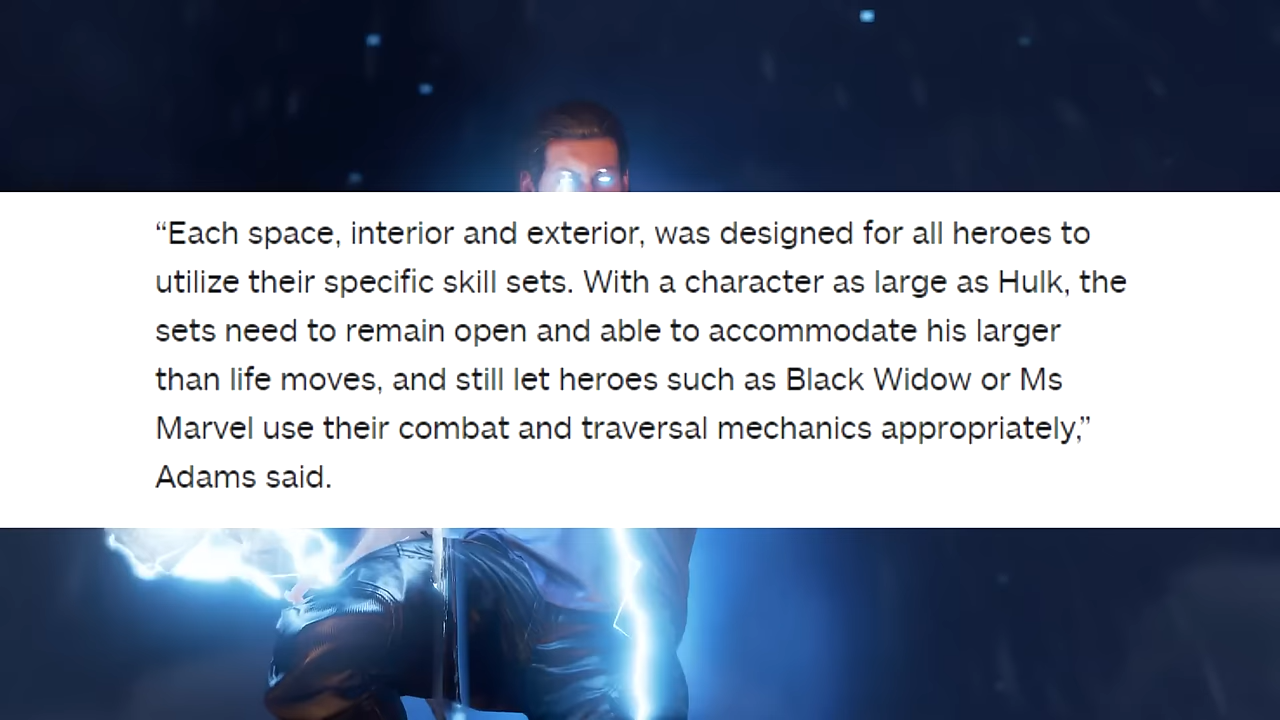 “Each space, interior and exterior, was designed for all heroes to
utilize their specific skill sets. With a character as large as Hulk, the
sets need to remain open and able to accommodate his larger
than life moves, and still let heroes such as Black Widow or Ms
Marvel use their combat and traversal mechanics appropriately,”
Adams said.